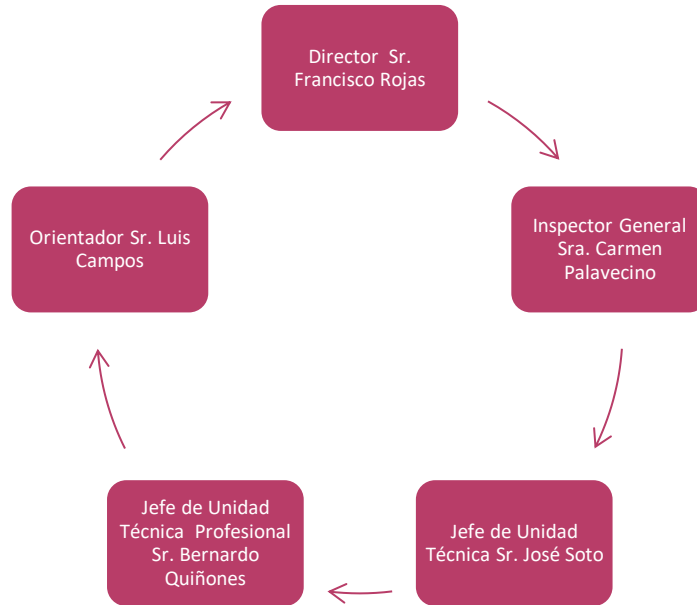 Director Sr.
Francisco Rojas
Inspector General
Sra. Carmen
Palavecino
Jefe de Unidad
Técnica Sr. José Soto
Jefe de Unidad
Técnica Profesional
Sr. Bernardo
Quiñones
Orientador Sr. Luis
Campos